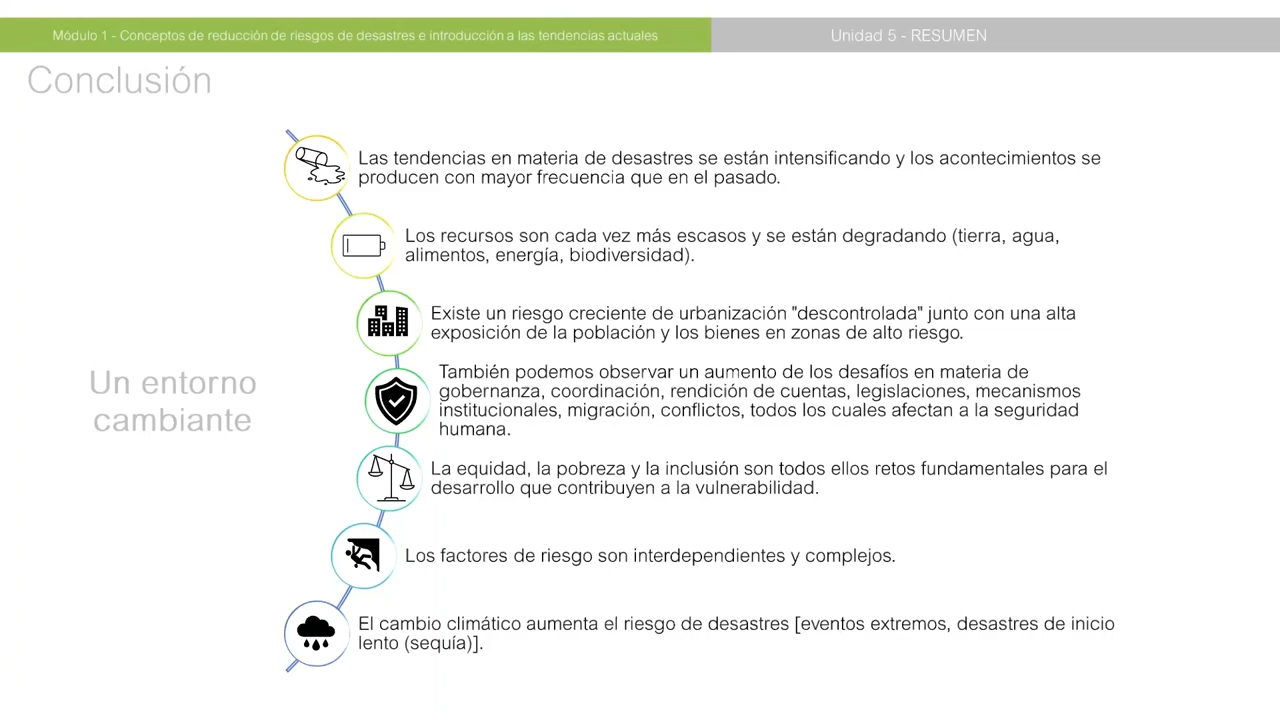 Módulo 1 - Conceptos de reducción de riesgos de desastres e introducción a las tendencias actuales
Unidad 5 - RESUMEN
Conclusión
Un entorno
cambiante
Las tendencias en materia de desastres se están intensificando y los acontecimientos se
producen con mayor frecuencia que en el pasado.
Los recursos son cada vez más escasos y se están degradando (tierra, agua,
alimentos, energía, biodiversidad).
Existe un riesgo creciente de urbanización "descontrolada" junto con una alta
exposición de la población y los bienes en zonas de alto riesgo.
También podemos observar un aumento de los desafíos en materia de
gobernanza, coordinación, rendición de cuentas, legislaciones, mecanismos
institucionales, migración, conflictos, todos los cuales afectan a la seguridad
humana.
La equidad, la pobreza y la inclusión son todos ellos retos fundamentales para el
desarrollo que contribuyen a la vulnerabilidad.
Los factores de riesgo son interdependientes y complejos.
El cambio climático aumenta el riesgo de desastres [eventos extremos, desastres de inicio
lento (sequía)].